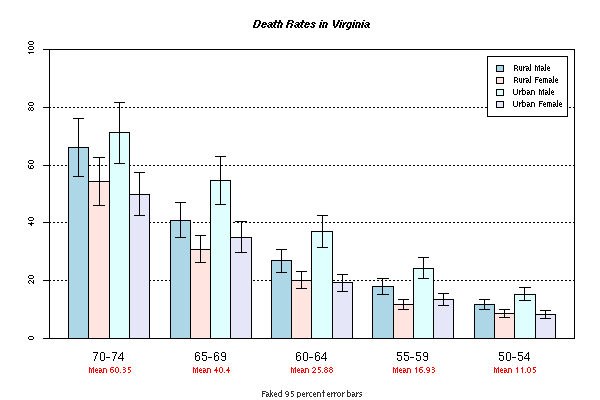 Death Rates in Virginia
100
80
60
40
20
0
Rural Male
Rural Female
Urban Male
Urban Female
70-74 65-69 60-64 55-59 50-54
Mean 60.35 Mean 40.4 Mean 25.88 Mean 16.93 Mean 11.05
Faked 95 percent error bars